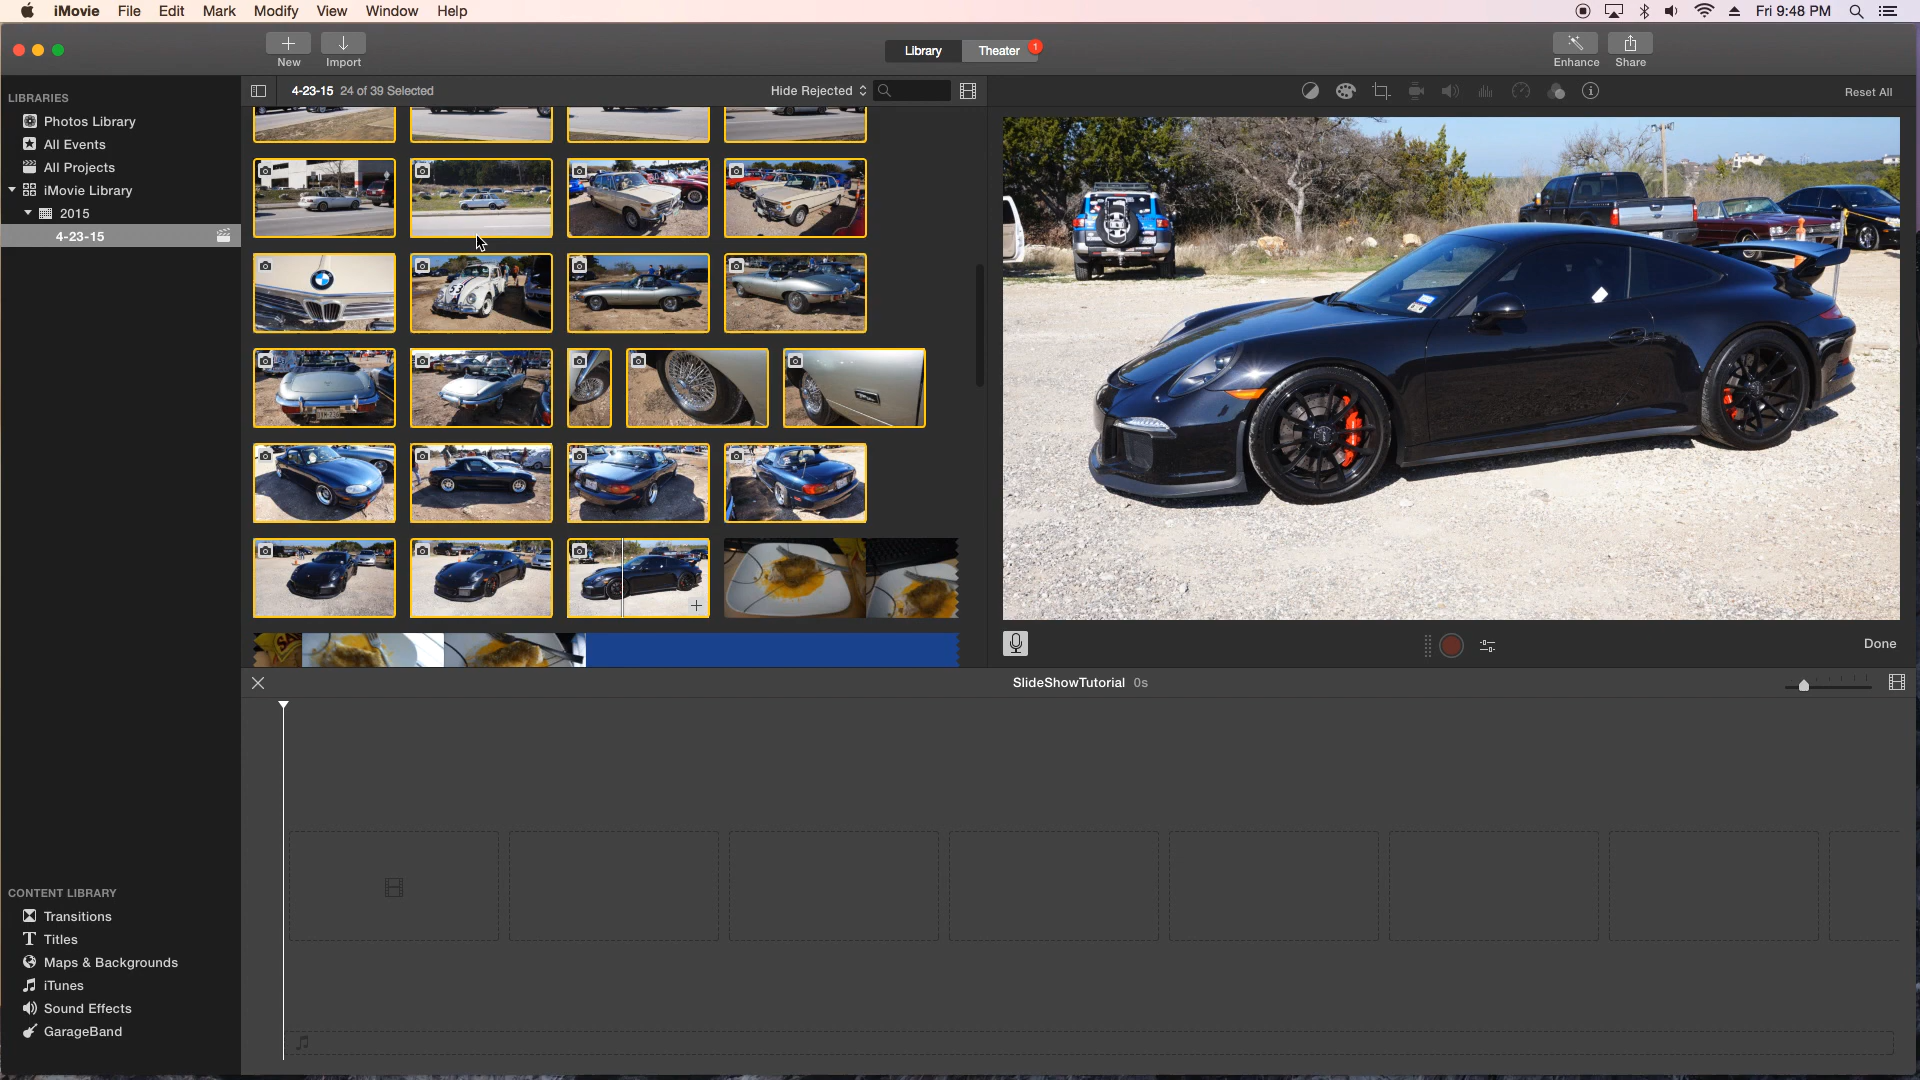 iMovie File Edit Mark Modify View Window Help
Fri 9:48 PM
New Import
Library Theater 1
Enhance Share
LIBRARIES
Photos Library
All Events
All Projects
iMovie Library
2015
4-23-15
4-23-15 24 of 39 Selected
Hide Rejected
Reset All
53
Done
SlideShowTutorial 0s
CONTENT LIBRARY
Transitions
Titles
Maps & Backgrounds
iTunes
Sound Effects
GarageBand